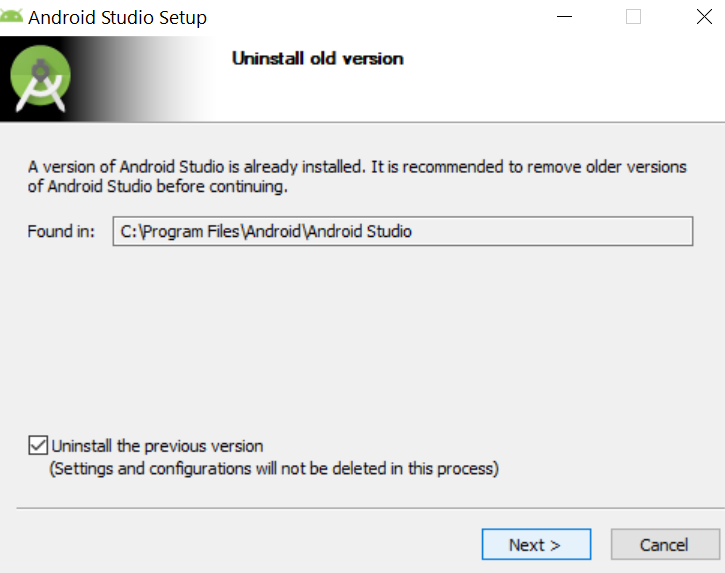 Android Studio Setup
Uninstall old version
A version of Android Studio is already installed. It is recommended to remove older versions
of Android Studio before continuing.
Found in: C:\Program Files\Android\Android Studio
Uninstall the previous version
(Settings and configurations will not be deleted in this process)
Next > Cancel